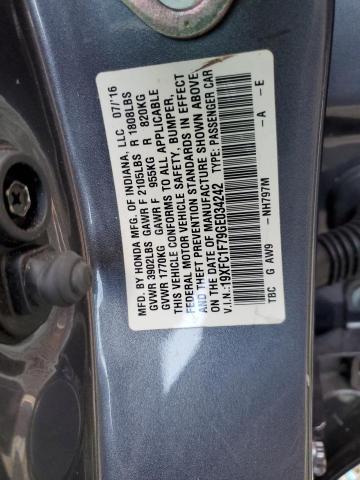 MFD. BY HONDA MFG. OF INDIANA, LLC 07/16
GVWR 3902LBS GAWR F 2105LBS R 1808LBS
GVWR 1770KG GAWR F 955KG R 820KG
THIS VEHICLE CONFORMS TO ALL APPLICABLE
FEDERAL MOTOR VEHICLE SAFETY, BUMPER,
AND THEFT PREVENTION STANDARDS IN EFFECT
ON THE DATE OF MANUFACTURE SHOWN ABOVE.
V.I.N.:19XFC1F79GE034242 TYPE: PASSENGER CAR
TBC G AW9 -NH797M -A -E